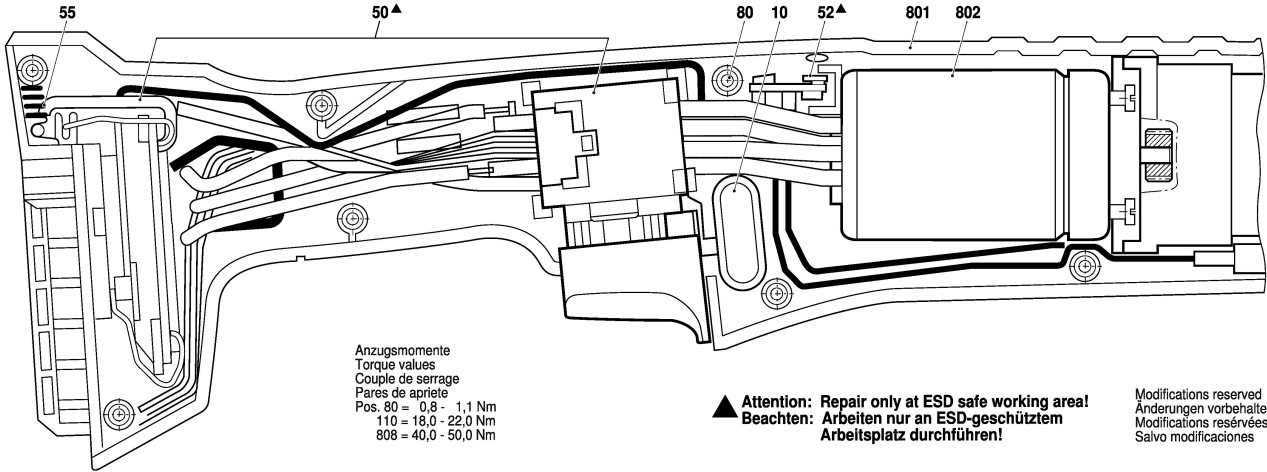 55 50▲ 80 10 52▲ 801 802
Anzugsmomente
Torque values
Couple de serrage
Pares de apriete
Pos. 80 = 0,8 - 1,1 Nm
110 = 18,0 - 22,0 Nm
808 = 40,0 - 50,0 Nm
▲ Attention: Repair only at ESD safe working area!
Beachten: Arbeiten nur an ESD-geschütztem
Arbeitsplatz durchführen!
Modifications reserved
Änderungen vorbehalte
Modifications resérvées
Salvo modificaciones